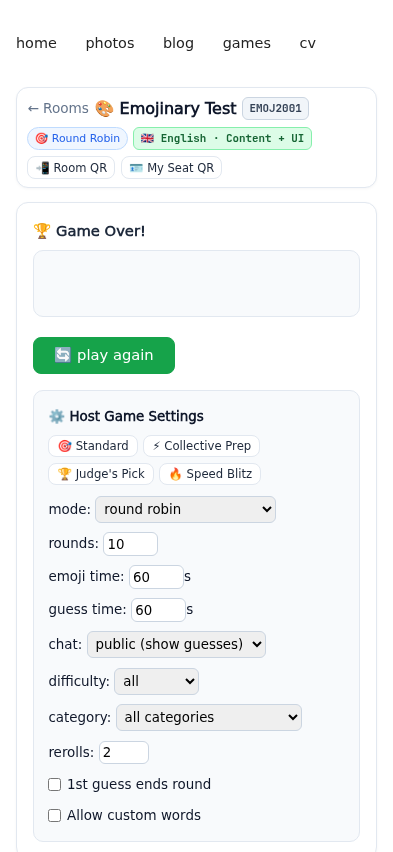 home photos blog games cv
← Rooms 🎨 Emojinary Test EMOJ2001
🎯 Round Robin 🇬🇧 English · Content + UI
📲 Room QR 🪪 My Seat QR
🏆 Game Over!
🔄 play again
⚙️ Host Game Settings
🎯 Standard ⚡ Collective Prep
🏆 Judge's Pick 🔥 Speed Blitz
mode: round robin
rounds: 10
emoji time: 60 s
guess time: 60 s
chat: public (show guesses)
difficulty: all
category: all categories
rerolls: 2
1st guess ends round
Allow custom words